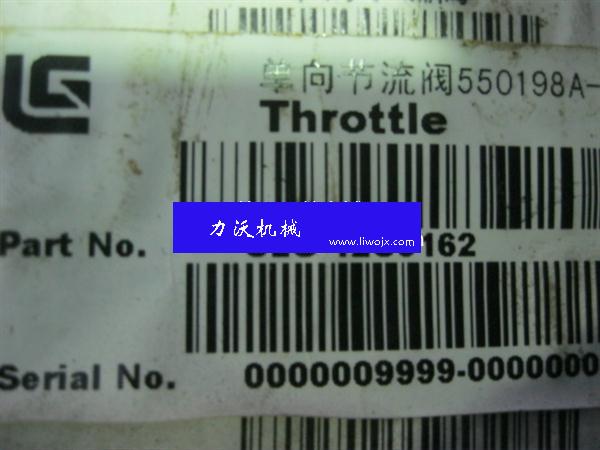 LG
单向节流阀550198A-
Throttle
力沃机械
www.liwojx.com
Part No. 162
Serial No. 0000009999-0000000